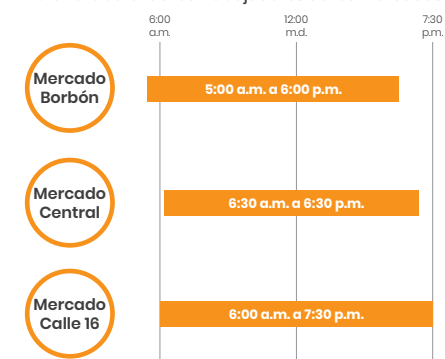 6:00
a.m.
12:00
m.d.
7:30
p.m.
Mercado
Borbón
5:00 a.m. a 6:00 p.m.
Mercado
Central
6:30 a.m. a 6:30 p.m.
Mercado
Calle 16
6:00 a.m. a 7:30 p.m.